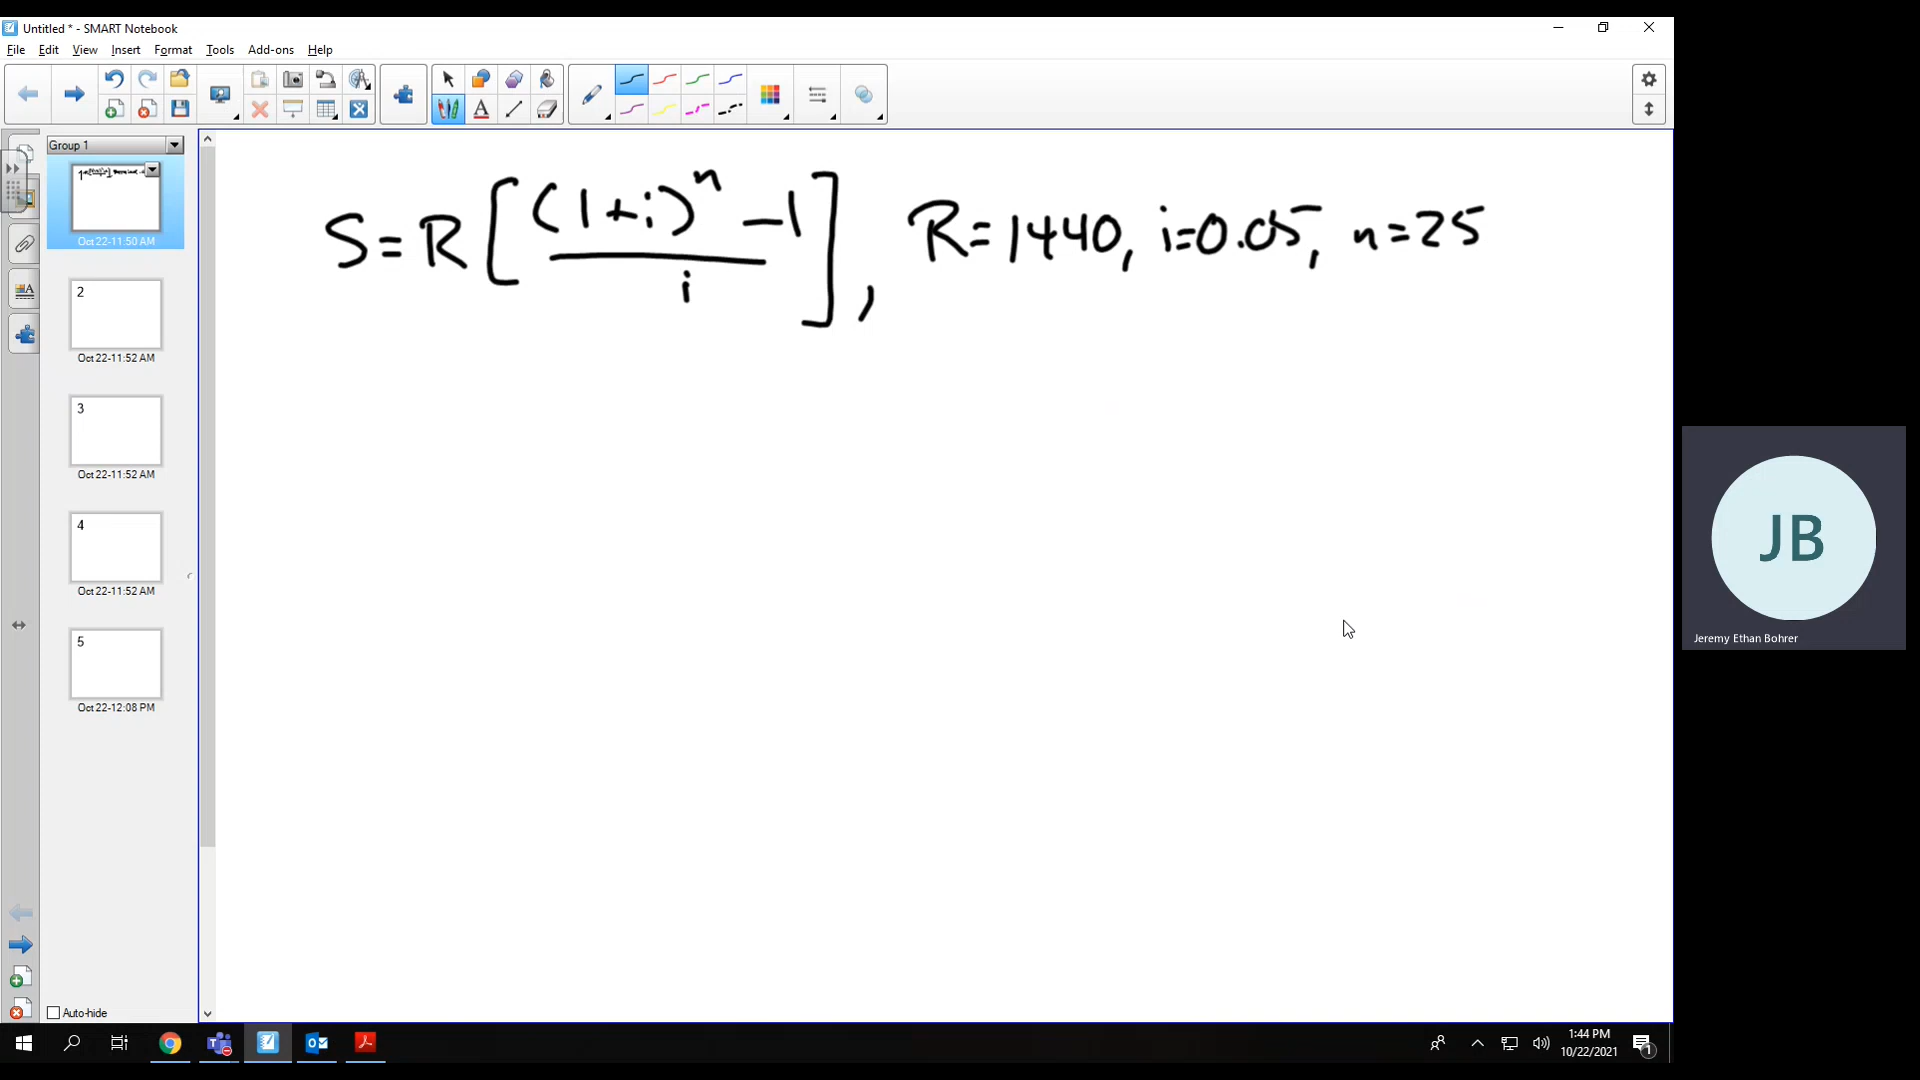 Untitled * - SMART Notebook
File Edit View Insert Format Tools Add-ons Help
Group 1
Oct 22-11:50 AM
2
Oct 22-11:52 AM
3
Oct 22-11:52 AM
4
Oct 22-11:52 AM
5
Oct 22-12:08 PM
Auto-hide
S=R[((1+i)^n -1)/i], R=1440, i=0.05, n=25
JB
Jeremy Ethan Bohrer
1:44 PM
10/22/2021
1